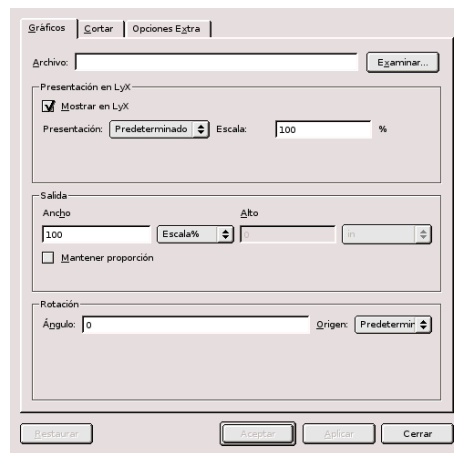 Gráficos Cortar Opciones Extra
Archivo: Examinar...
Presentación en LyX
Mostrar en LyX
Presentación: Predeterminado Escala: 100 %
Salida
Ancho Alto
100 Escala% 0 in
Mantener proporción
Rotación
Ángulo: 0 Origen: Predetermir
Restaurar Aceptar Aplicar Cerrar